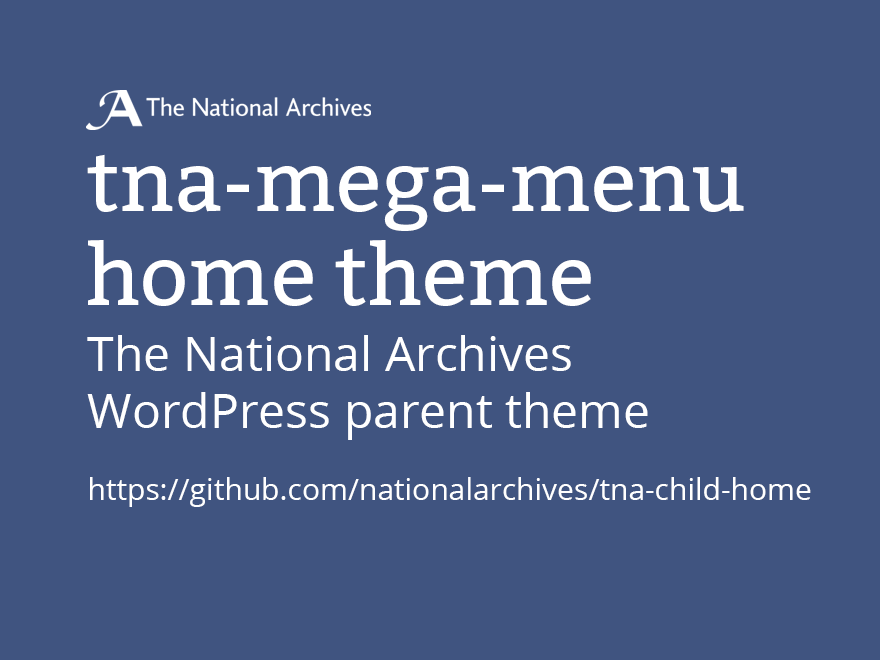 The National Archives
tna-mega-menu
home theme
The National Archives
WordPress parent theme
https://github.com/nationalarchives/tna-child-home